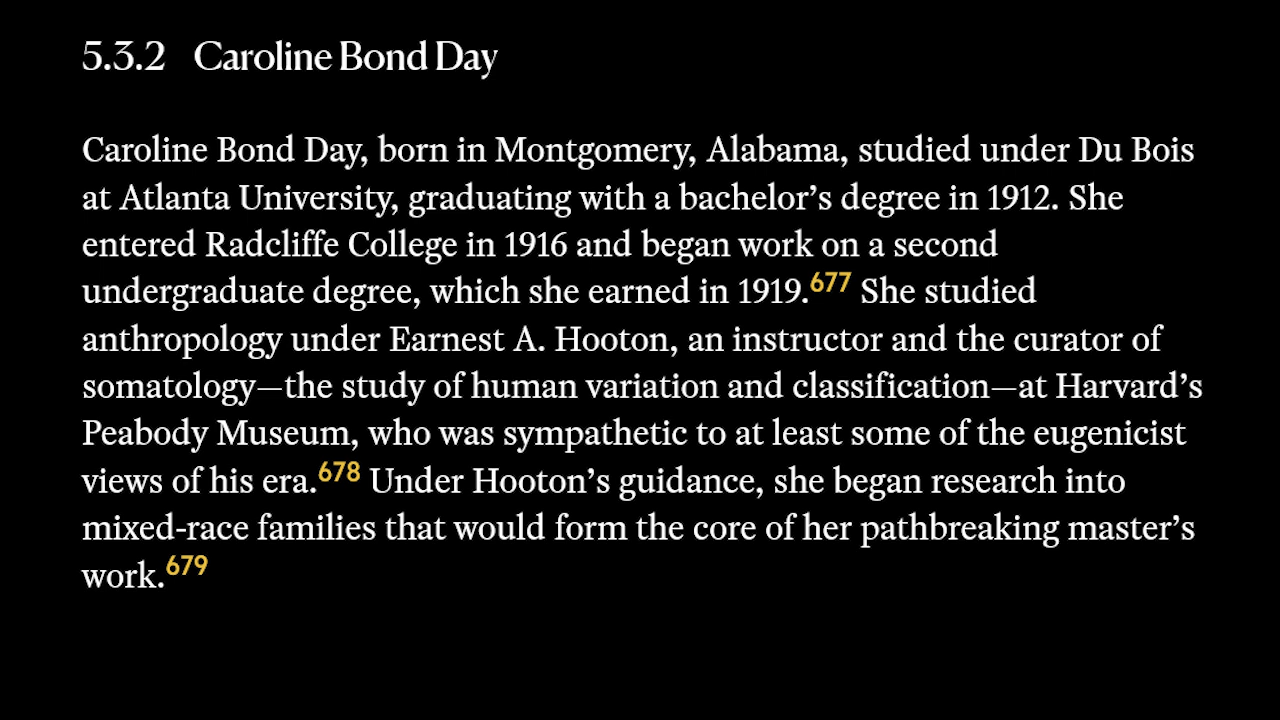 5.3.2 Caroline Bond Day
Caroline Bond Day, born in Montgomery, Alabama, studied under Du Bois
at Atlanta University, graduating with a bachelor’s degree in 1912. She
entered Radcliffe College in 1916 and began work on a second
undergraduate degree, which she earned in 1919.677 She studied
anthropology under Earnest A. Hooton, an instructor and the curator of
somatology—the study of human variation and classification—at Harvard’s
Peabody Museum, who was sympathetic to at least some of the eugenicist
views of his era.678 Under Hooton’s guidance, she began research into
mixed-race families that would form the core of her pathbreaking master’s
work.679